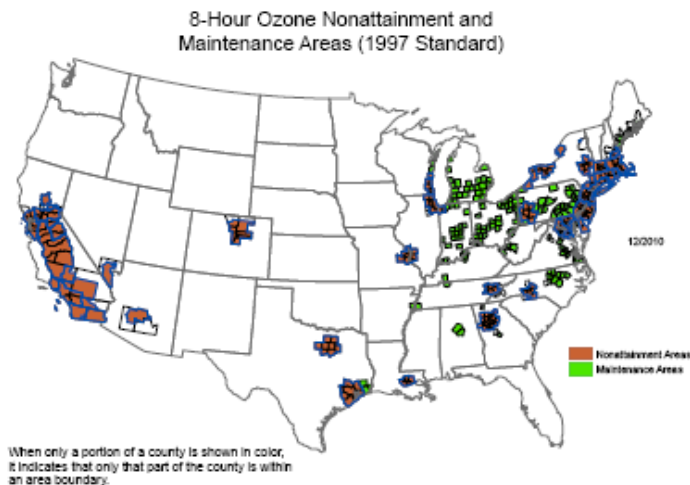 8-Hour Ozone Nonattainment and
Maintenance Areas (1997 Standard)
12/2010
Nonattainment Areas
Maintenance Areas
When only a portion of a county is shown in color,
it indicates that only that part of the county is within
an area boundary.